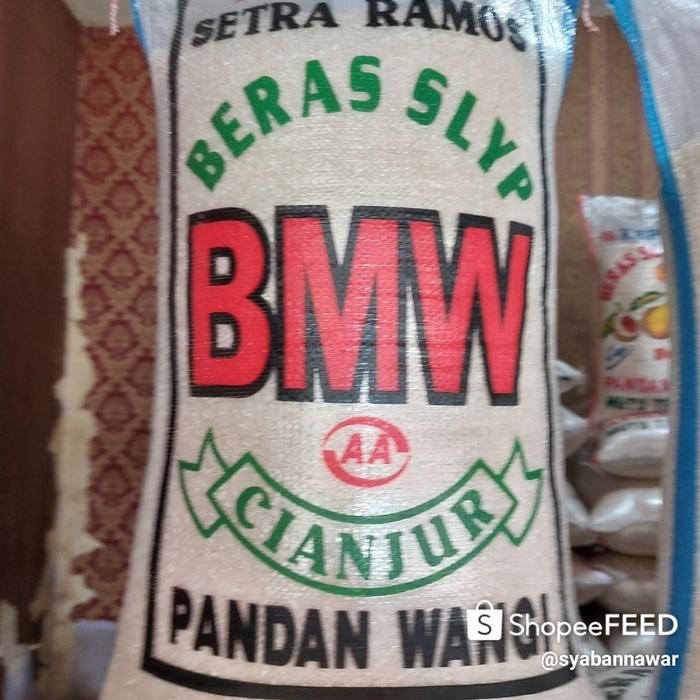 SETRA RAMOS
BERAS SLYP
BMW
AA
CIANJUR
PANDAN WANGI
ShopeeFEED
@syabannawar